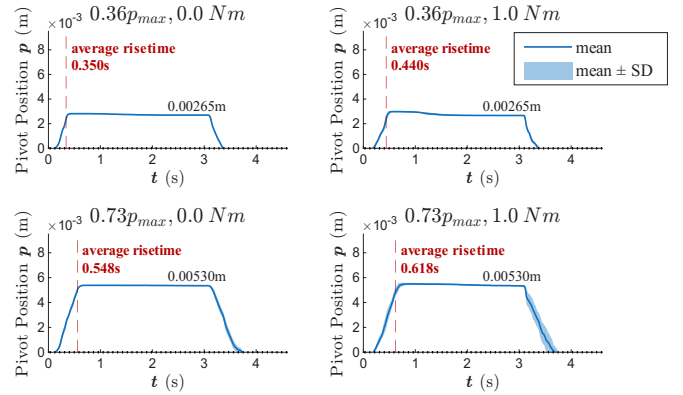 0.36p_max, 0.0 Nm
×10⁻³
Pivot Position p (m)
8
6
4
2
0
average risetime
0.350s
0.00265m
0 1 2 3 4
t (s)
0.36p_max, 1.0 Nm
×10⁻³
Pivot Position p (m)
8
6
4
2
0
average risetime
0.440s
0.00265m
mean
mean ± SD
0 1 2 3 4
t (s)
0.73p_max, 0.0 Nm
×10⁻³
Pivot Position p (m)
8
6
4
2
0
average risetime
0.548s
0.00530m
0 1 2 3 4
t (s)
0.73p_max, 1.0 Nm
×10⁻³
Pivot Position p (m)
8
6
4
2
0
average risetime
0.618s
0.00530m
0 1 2 3 4
t (s)